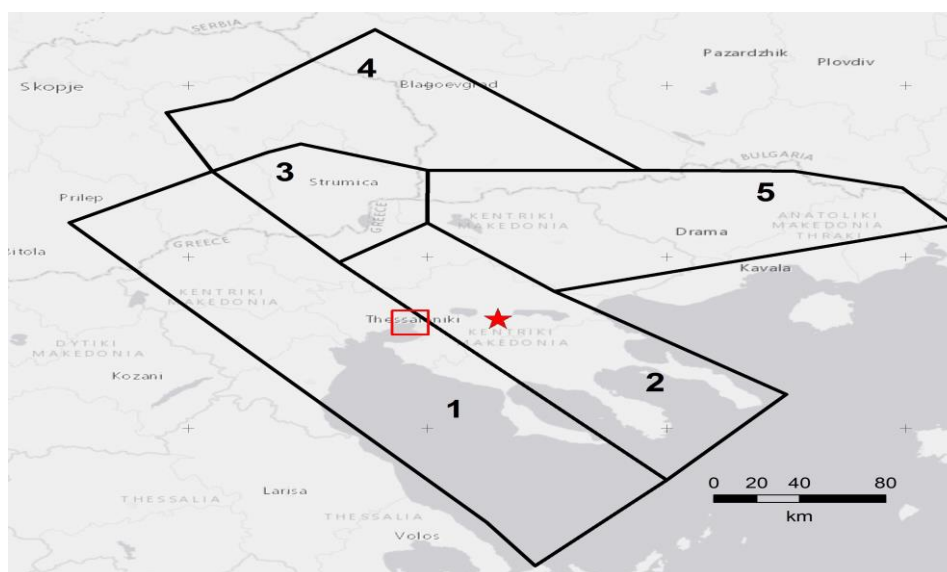 SERBIA
4
Pazardzhik
Plovdiv
Skopje
Blagoevgrad
BULGARIA
3
5
Strumica
Prilep
GREECE
KENTRIKI
MAKEDONIA
ANATOLIKI
MAKEDONIA
THRAKI
GREECE
Drama
itola
Kavala
KENTRIKI
MAKEDONIA
Thessaloniki
KENTRIKI
MAKEDONIA
DYTIKI
MAKEDONIA
Kozani
2
1
Larisa
0 20 40 80
km
THESSALIA
THESSALIA
Volos